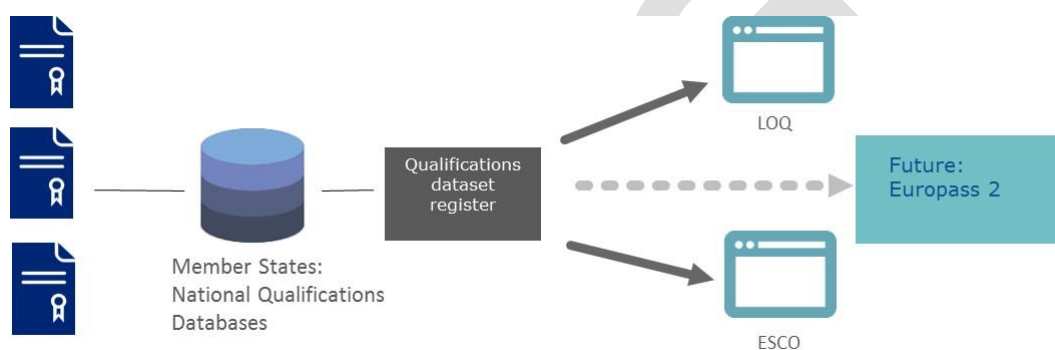 LOQ
Qualifications
dataset
register
Future:
Europass 2
Member States:
National Qualifications
Databases
ESCO